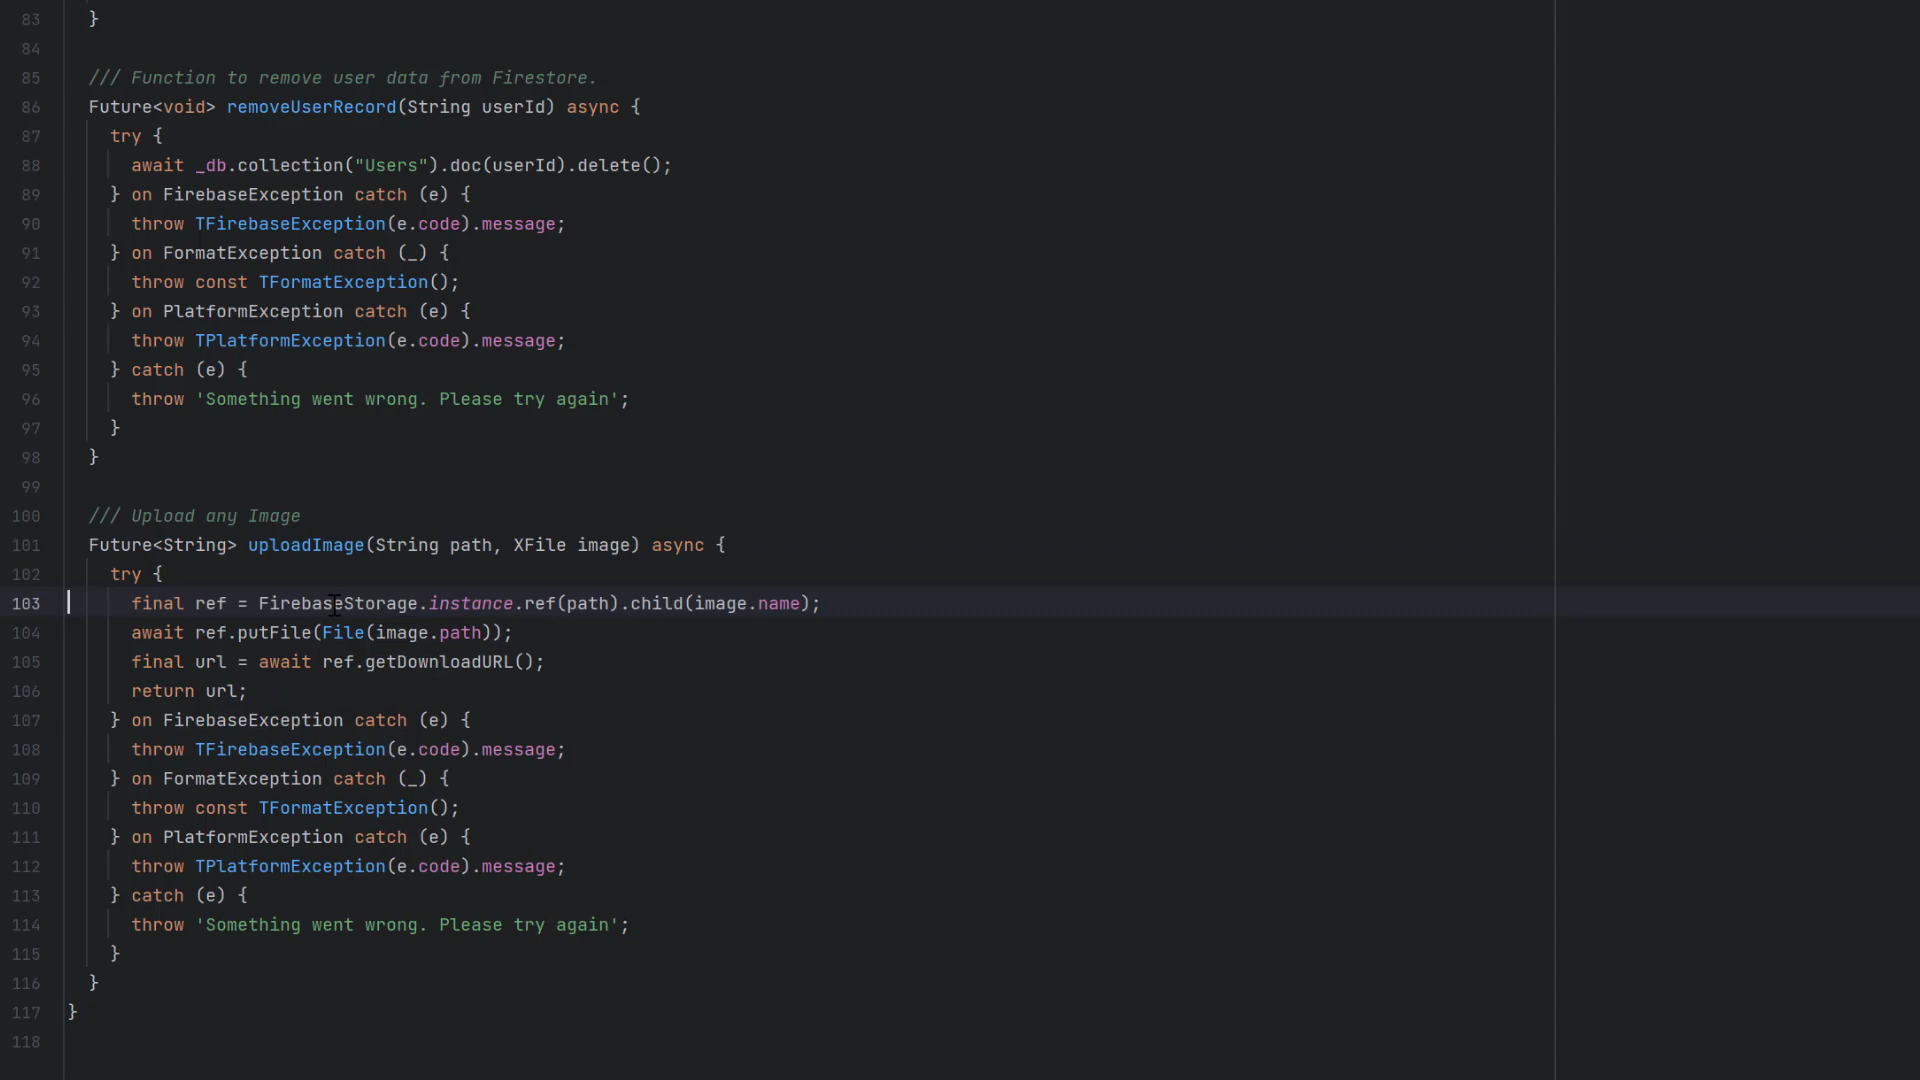 83 }
84
85 /// Function to remove user data from Firestore.
86 Future<void> removeUserRecord(String userId) async {
87 try {
88 await _db.collection("Users").doc(userId).delete();
89 } on FirebaseException catch (e) {
90 throw TFirebaseException(e.code).message;
91 } on FormatException catch (_) {
92 throw const TFormatException();
93 } on PlatformException catch (e) {
94 throw TPlatformException(e.code).message;
95 } catch (e) {
96 throw 'Something went wrong. Please try again';
97 }
98 }
99
100 /// Upload any Image
101 Future<String> uploadImage(String path, XFile image) async {
102 try {
103 final ref = FirebaseStorage.instance.ref(path).child(image.name);
104 await ref.putFile(File(image.path));
105 final url = await ref.getDownloadURL();
106 return url;
107 } on FirebaseException catch (e) {
108 throw TFirebaseException(e.code).message;
109 } on FormatException catch (_) {
110 throw const TFormatException();
111 } on PlatformException catch (e) {
112 throw TPlatformException(e.code).message;
113 } catch (e) {
114 throw 'Something went wrong. Please try again';
115 }
116 }
117 }
118